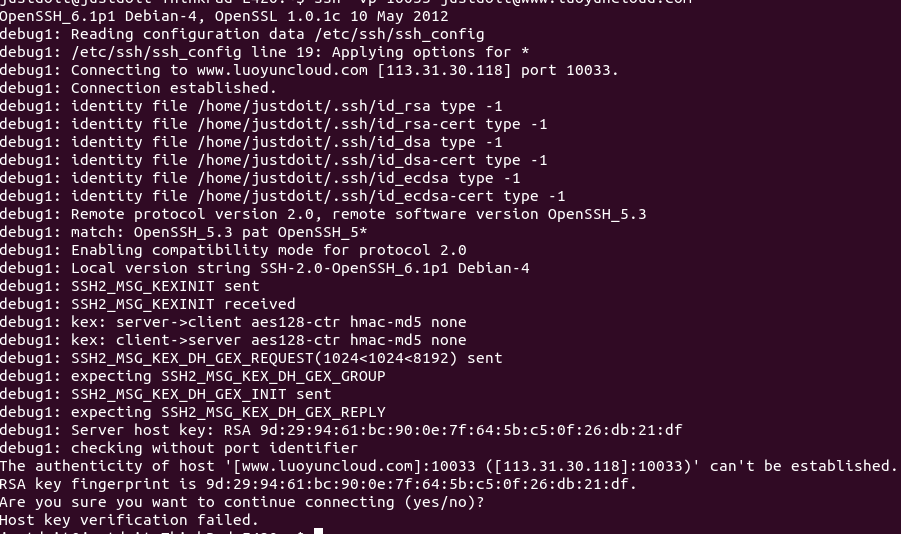 OpenSSH_6.1p1 Debian-4, OpenSSL 1.0.1c 10 May 2012
debug1: Reading configuration data /etc/ssh/ssh_config
debug1: /etc/ssh/ssh_config line 19: Applying options for *
debug1: Connecting to www.luoyuncloud.com [113.31.30.118] port 10033.
debug1: Connection established.
debug1: identity file /home/justdoit/.ssh/id_rsa type -1
debug1: identity file /home/justdoit/.ssh/id_rsa-cert type -1
debug1: identity file /home/justdoit/.ssh/id_dsa type -1
debug1: identity file /home/justdoit/.ssh/id_dsa-cert type -1
debug1: identity file /home/justdoit/.ssh/id_ecdsa type -1
debug1: identity file /home/justdoit/.ssh/id_ecdsa-cert type -1
debug1: Remote protocol version 2.0, remote software version OpenSSH_5.3
debug1: match: OpenSSH_5.3 pat OpenSSH_5*
debug1: Enabling compatibility mode for protocol 2.0
debug1: Local version string SSH-2.0-OpenSSH_6.1p1 Debian-4
debug1: SSH2_MSG_KEXINIT sent
debug1: SSH2_MSG_KEXINIT received
debug1: kex: server->client aes128-ctr hmac-md5 none
debug1: kex: client->server aes128-ctr hmac-md5 none
debug1: SSH2_MSG_KEX_DH_GEX_REQUEST(1024<1024<8192) sent
debug1: expecting SSH2_MSG_KEX_DH_GEX_GROUP
debug1: SSH2_MSG_KEX_DH_GEX_INIT sent
debug1: expecting SSH2_MSG_KEX_DH_GEX_REPLY
debug1: Server host key: RSA 9d:29:94:61:bc:90:0e:7f:64:5b:c5:0f:26:db:21:df
debug1: checking without port identifier
The authenticity of host '[www.luoyuncloud.com]:10033 ([113.31.30.118]:10033)' can't be established.
RSA key fingerprint is 9d:29:94:61:bc:90:0e:7f:64:5b:c5:0f:26:db:21:df.
Are you sure you want to continue connecting (yes/no)?
Host key verification failed.